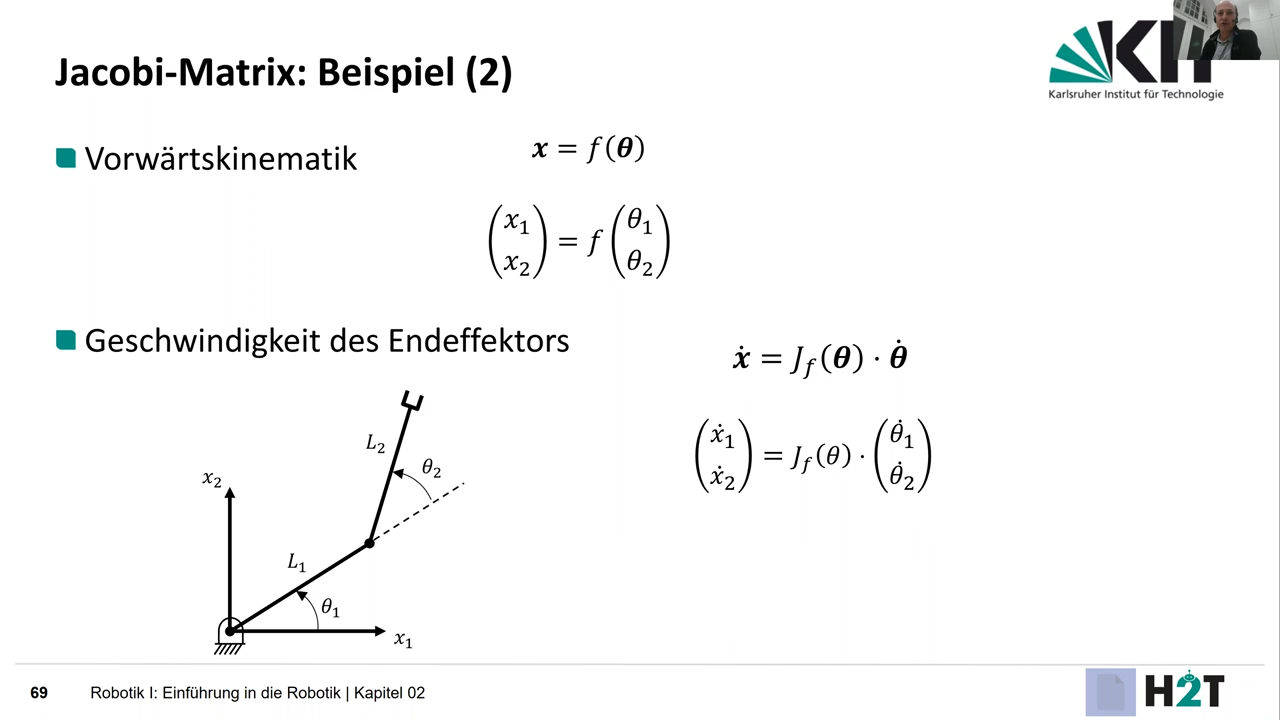 Jacobi-Matrix: Beispiel (2)
KIT
Karlsruher Institut für Technologie
Vorwärtskinematik
𝒙 = f(𝜽)
(x₁ x₂) = f (θ₁ θ₂)
Geschwindigkeit des Endeffektors
𝒙̇ = J_f(𝜽) · 𝜽̇
(ẋ₁ ẋ₂) = J_f(θ) · (θ̇₁ θ̇₂)
L₂
θ₂
x₂
L₁
θ₁
x₁
69
Robotik I: Einführung in die Robotik | Kapitel 02
H2T